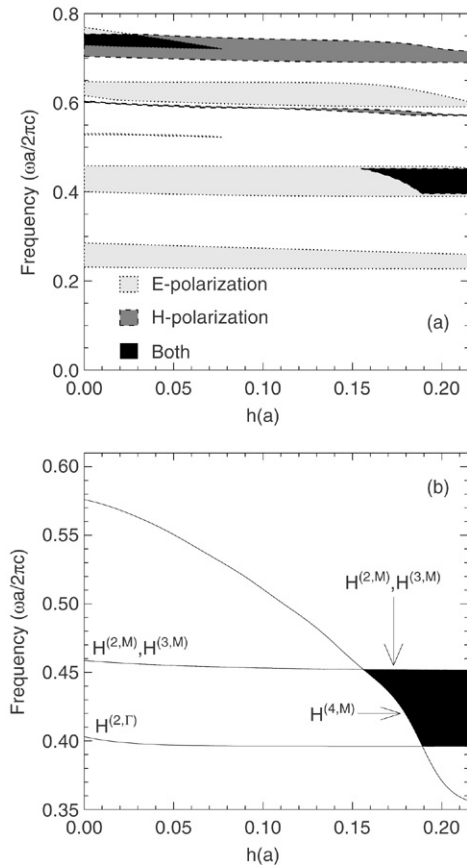 0.8
0.6
0.4
0.2
0.0
Frequency (ωa/2πc)
E-polarization
H-polarization
Both
(a)
0.00 0.05 0.10 0.15 0.20
h(a)
(b)
0.60
0.55
0.50
0.45
0.40
0.35
Frequency (ωa/2πc)
H(2,M),H(3,M)
H(2,M),H(3,M)
H(4,M)
H(2,Γ)
0.00 0.05 0.10 0.15 0.20
h(a)